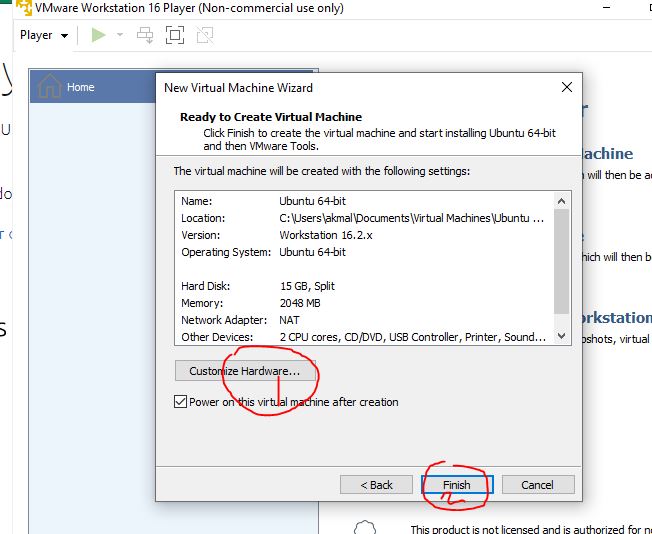 VMware Workstation 16 Player (Non-commercial use only)
Player
Home
New Virtual Machine Wizard
Ready to Create Virtual Machine
Click Finish to create the virtual machine and start installing Ubuntu 64-bit
and then VMware Tools.
The virtual machine will be created with the following settings:
Name: Ubuntu 64-bit
Location: C:\Users\akmal\Documents\Virtual Machines\Ubuntu ...
Version: Workstation 16.2.x
Operating System: Ubuntu 64-bit
Hard Disk: 15 GB, Split
Memory: 2048 MB
Network Adapter: NAT
Other Devices: 2 CPU cores, CD/DVD, USB Controller, Printer, Sound...
Customize Hardware...
1
Power on this virtual machine after creation
< Back
Finish
2
Cancel
will then be a
hich will then b
pshots, virtual
This product is not licensed and is authorized for n